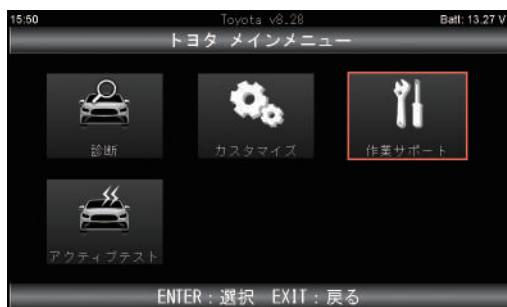 15:50 Toyota v8.28 Batt: 13.27 V
トヨタ メインメニュー
診断 カスタマイズ 作業サポート
アクティブテスト
ENTER：選択 EXIT：戻る